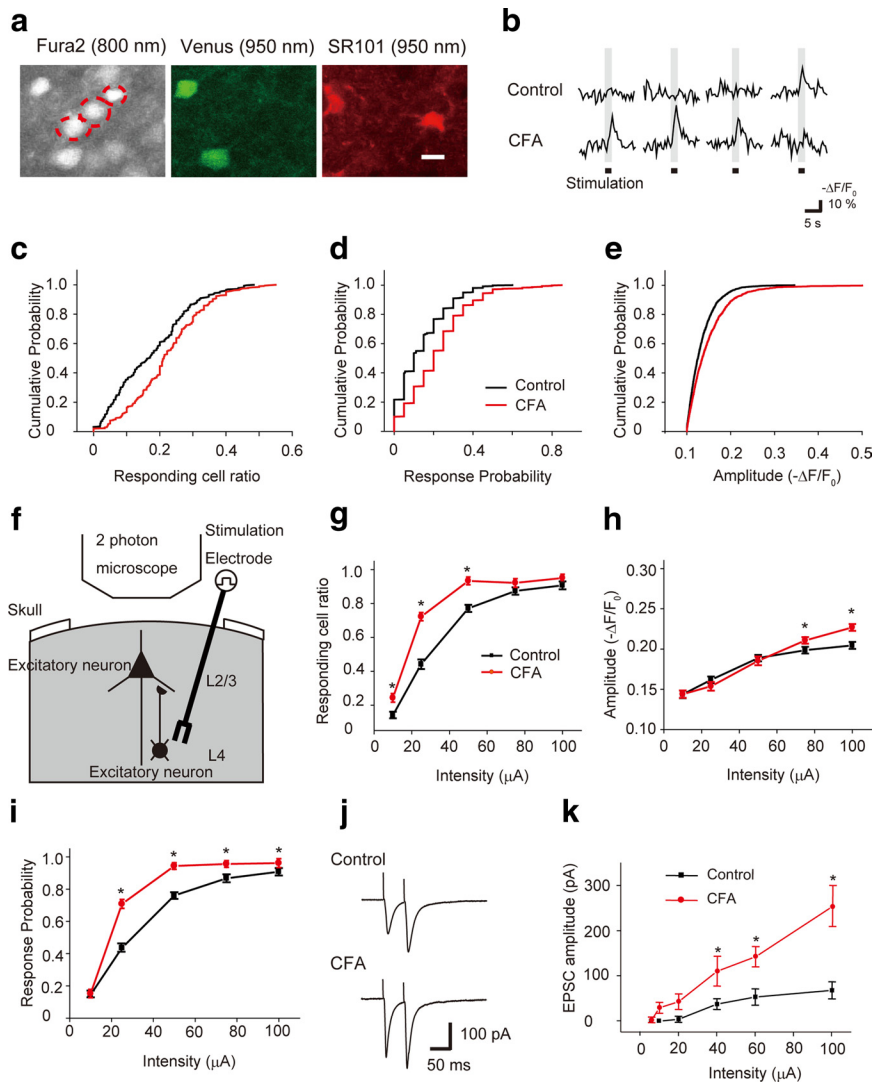 a
Fura2 (800 nm)
Venus (950 nm)
SR101 (950 nm)
b
Control
CFA
Stimulation
-ΔF/F0
10 %
5 s
c
Cumulative Probability
1.0
0.8
0.6
0.4
0.2
0
0
0.2
0.4
0.6
Responding cell ratio
d
Cumulative Probability
1.0
0.8
0.6
0.4
0.2
0
Control
CFA
0
0.4
0.8
Response Probability
e
Cumulative Probability
1.0
0.8
0.6
0.4
0.2
0
0.1
0.2
0.3
0.4
0.5
Amplitude (-ΔF/F0)
f
2 photon
microscope
Stimulation
Electrode
Skull
Excitatory neuron
L2/3
L4
Excitatory neuron
g
Responding cell ratio
1.0
0.8
0.6
0.4
0.2
0
* * *
Control
CFA
0 20 40 60 80 100
Intensity (μA)
h
Amplitude (-ΔF/F0)
0.30
0.25
0.20
0.15
0.10
* *
0 20 40 60 80 100
Intensity (μA)
i
Response Probability
1.0
0.8
0.6
0.4
0.2
0
* * * *
0 20 40 60 80 100
Intensity (μA)
j
Control
CFA
100 pA
50 ms
k
EPSC amplitude (pA)
300
200
100
0
Control
CFA
* * *
0 20 40 60 80 100
Intensity (μA)